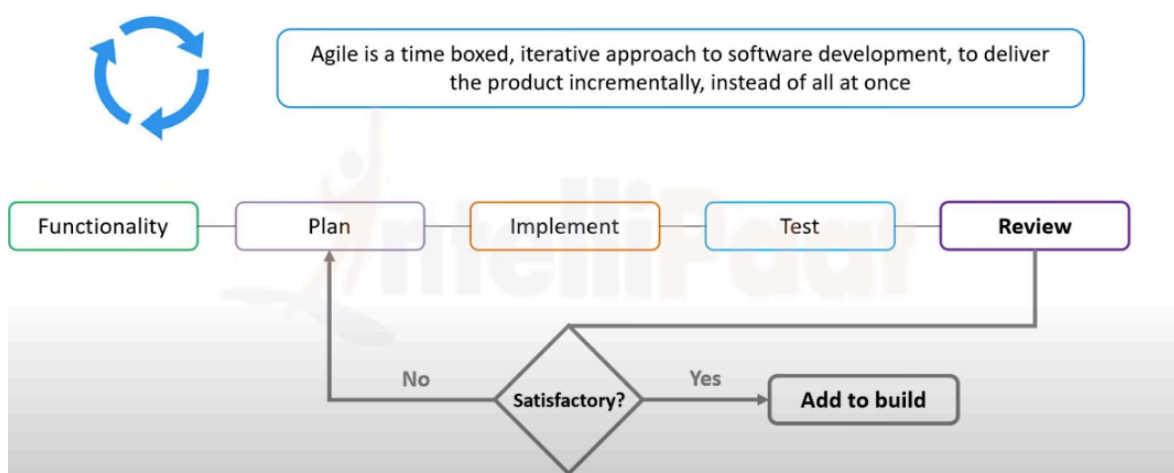 Agile is a time boxed, iterative approach to software development, to deliver
the product incrementally, instead of all at once
Functionality
Plan
Implement
Test
Review
No
Satisfactory?
Yes
Add to build
IntelliPaat